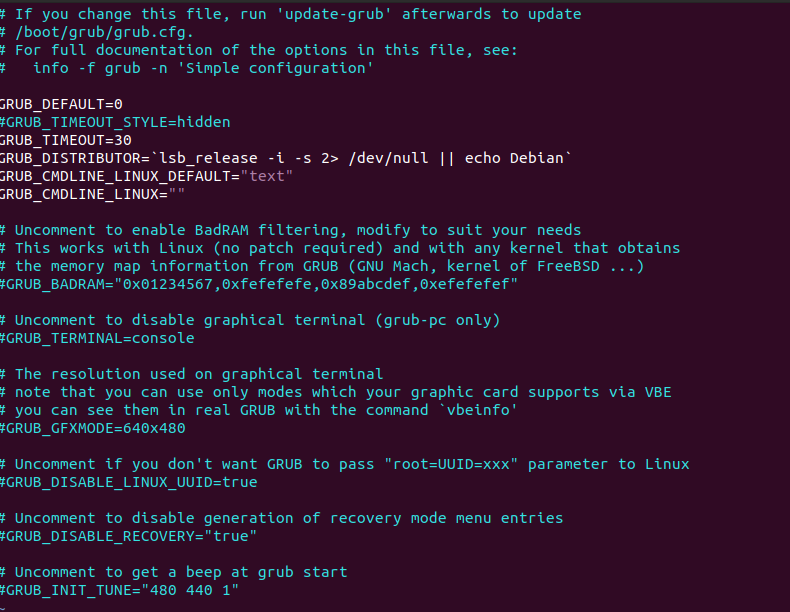 # If you change this file, run 'update-grub' afterwards to update
# /boot/grub/grub.cfg.
# For full documentation of the options in this file, see:
#   info -f grub -n 'Simple configuration'

GRUB_DEFAULT=0
#GRUB_TIMEOUT_STYLE=hidden
GRUB_TIMEOUT=30
GRUB_DISTRIBUTOR=`lsb_release -i -s 2> /dev/null || echo Debian`
GRUB_CMDLINE_LINUX_DEFAULT="text"
GRUB_CMDLINE_LINUX=""

# Uncomment to enable BadRAM filtering, modify to suit your needs
# This works with Linux (no patch required) and with any kernel that obtains
# the memory map information from GRUB (GNU Mach, kernel of FreeBSD ...)
#GRUB_BADRAM="0x01234567,0xfefefefe,0x89abcdef,0xefefefef"

# Uncomment to disable graphical terminal (grub-pc only)
#GRUB_TERMINAL=console

# The resolution used on graphical terminal
# note that you can use only modes which your graphic card supports via VBE
# you can see them in real GRUB with the command `vbeinfo'
#GRUB_GFXMODE=640x480

# Uncomment if you don't want GRUB to pass "root=UUID=xxx" parameter to Linux
#GRUB_DISABLE_LINUX_UUID=true

# Uncomment to disable generation of recovery mode menu entries
#GRUB_DISABLE_RECOVERY="true"

# Uncomment to get a beep at grub start
#GRUB_INIT_TUNE="480 440 1"
~